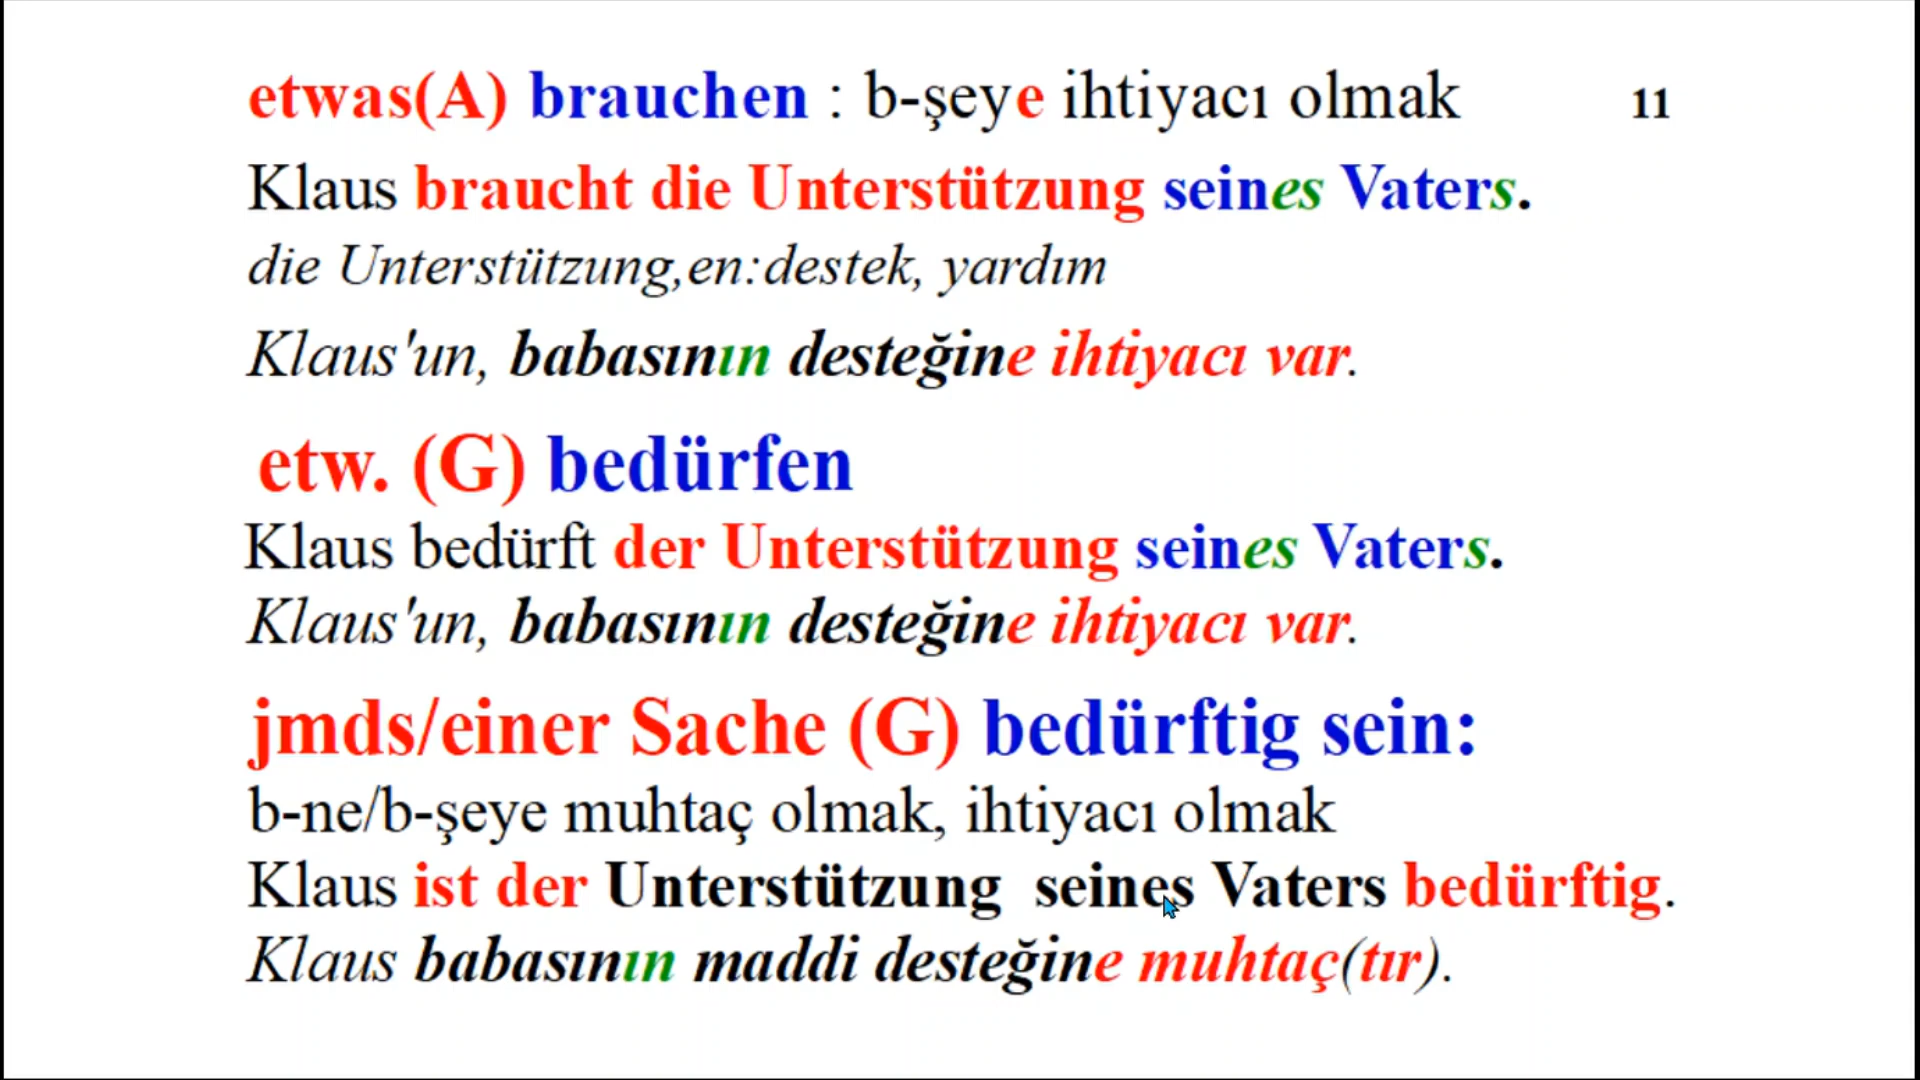 etwas(A) brauchen : b-şeye ihtiyacı olmak 11
Klaus braucht die Unterstützung seines Vaters.
die Unterstützung,en:destek, yardım
Klaus'un, babasının desteğine ihtiyacı var.
etw. (G) bedürfen
Klaus bedürft der Unterstützung seines Vaters.
Klaus'un, babasının desteğine ihtiyacı var.
jmds/einer Sache (G) bedürftig sein:
b-ne/b-şeye muhtaç olmak, ihtiyacı olmak
Klaus ist der Unterstützung seines Vaters bedürftig.
Klaus babasının maddi desteğine muhtaç(tır).